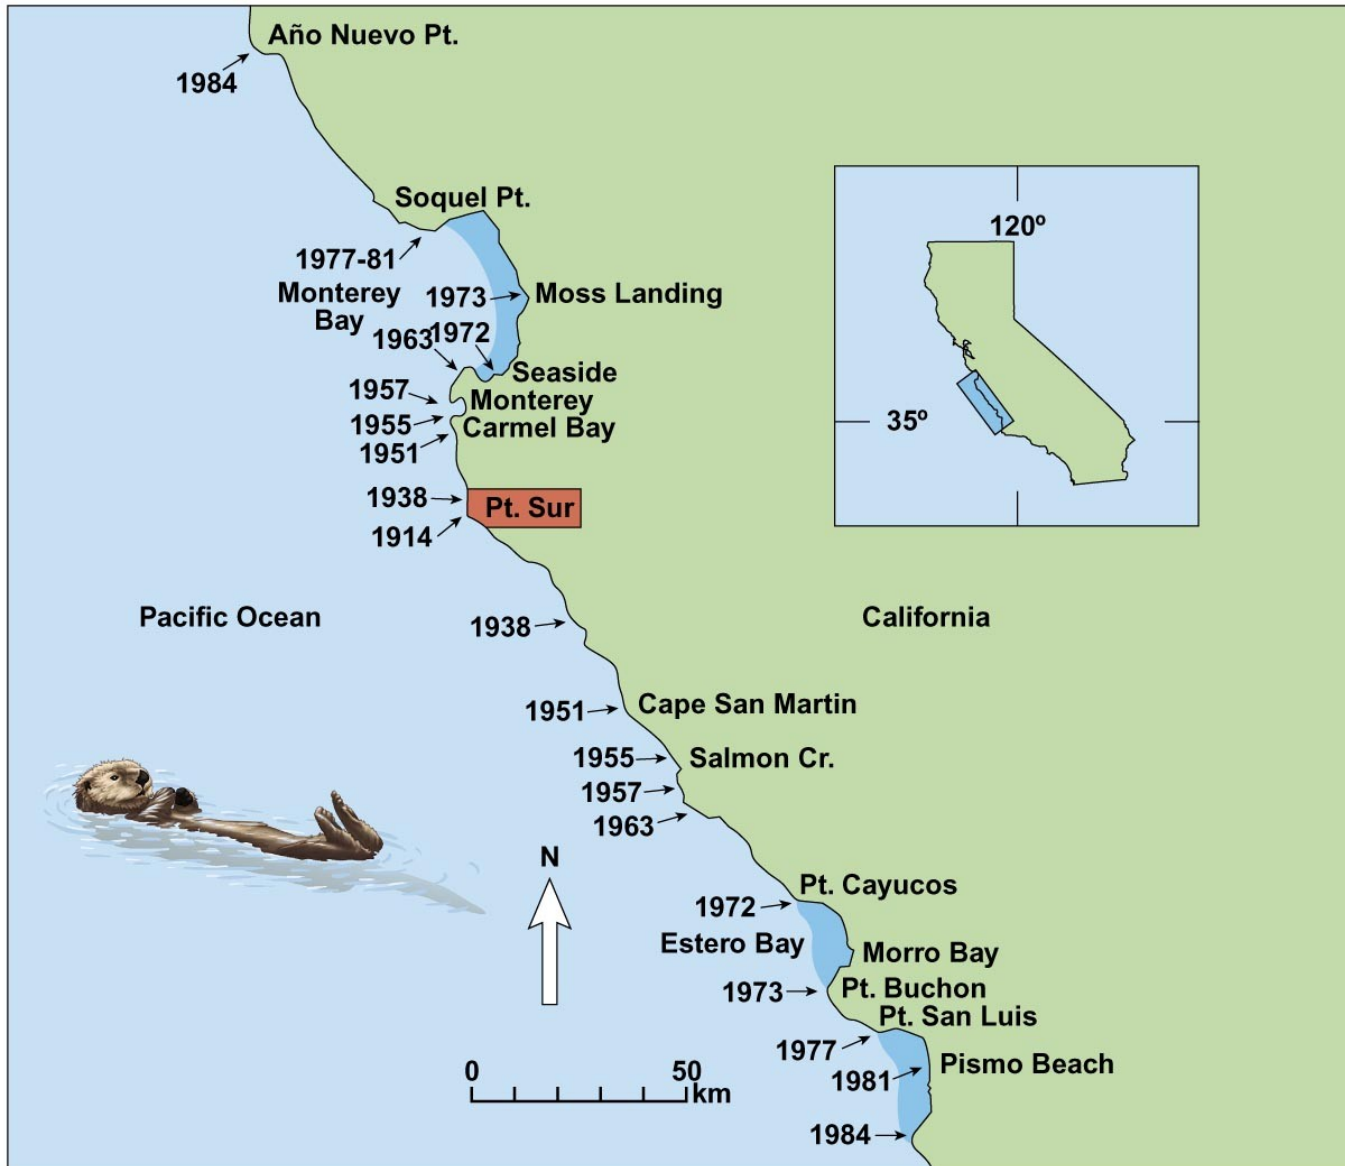 Año Nuevo Pt.
1984
Soquel Pt.
1977-81
Monterey
Bay
1973
Moss Landing
1963
1972
Seaside
1957
Monterey
1955
Carmel Bay
1951
1938
Pt. Sur
1914
120º
35º
Pacific Ocean
California
1938
1951
Cape San Martin
1955
Salmon Cr.
1957
1963
N
Pt. Cayucos
1972
Estero Bay
Morro Bay
1973
Pt. Buchon
Pt. San Luis
1977
1981
Pismo Beach
1984
0 50
km